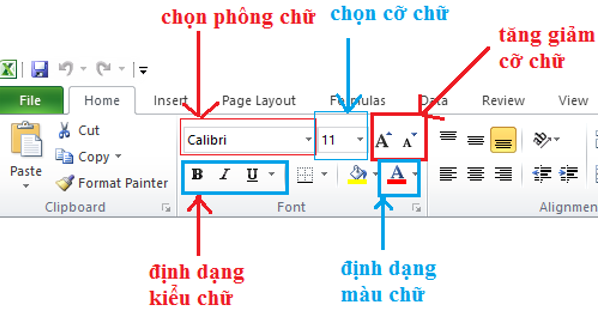 chọn phông chữ
chọn cỡ chữ
tăng giảm
cỡ chữ
File Home Insert Page Layout Formulas Data Review View
Cut
Calibri 11 A A
Copy
Paste
Format Painter
B I U A
Clipboard Font Alignmen
định dạng
kiểu chữ
định dạng
màu chữ